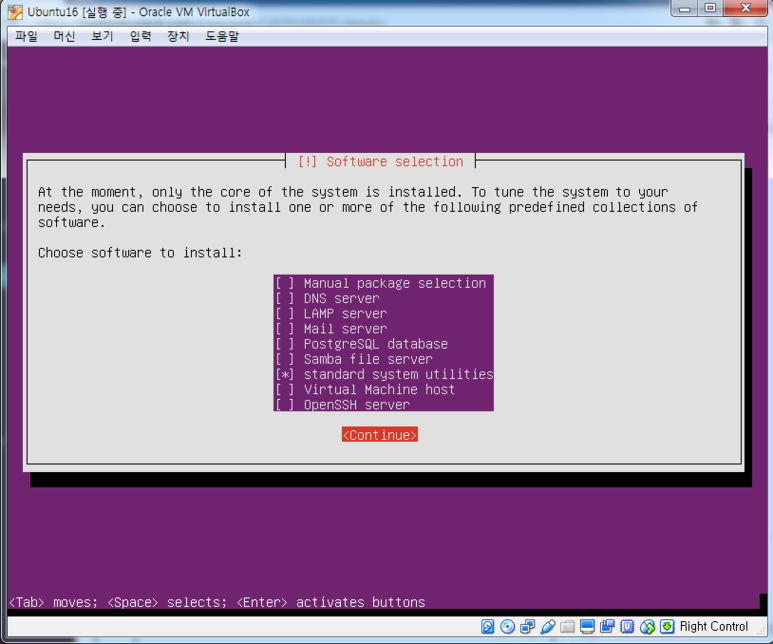 Ubuntu16 [실행 중] - Oracle VM VirtualBox
파일 머신 보기 입력 장치 도움말
[!] Software selection
At the moment, only the core of the system is installed. To tune the system to your
needs, you can choose to install one or more of the following predefined collections of
software.
Choose software to install:
[ ] Manual package selection
[ ] DNS server
[ ] LAMP server
[ ] Mail server
[ ] PostgreSQL database
[ ] Samba file server
[*] standard system utilities
[ ] Virtual Machine host
[ ] OpenSSH server
<Continue>
<Tab> moves; <Space> selects; <Enter> activates buttons
Right Control